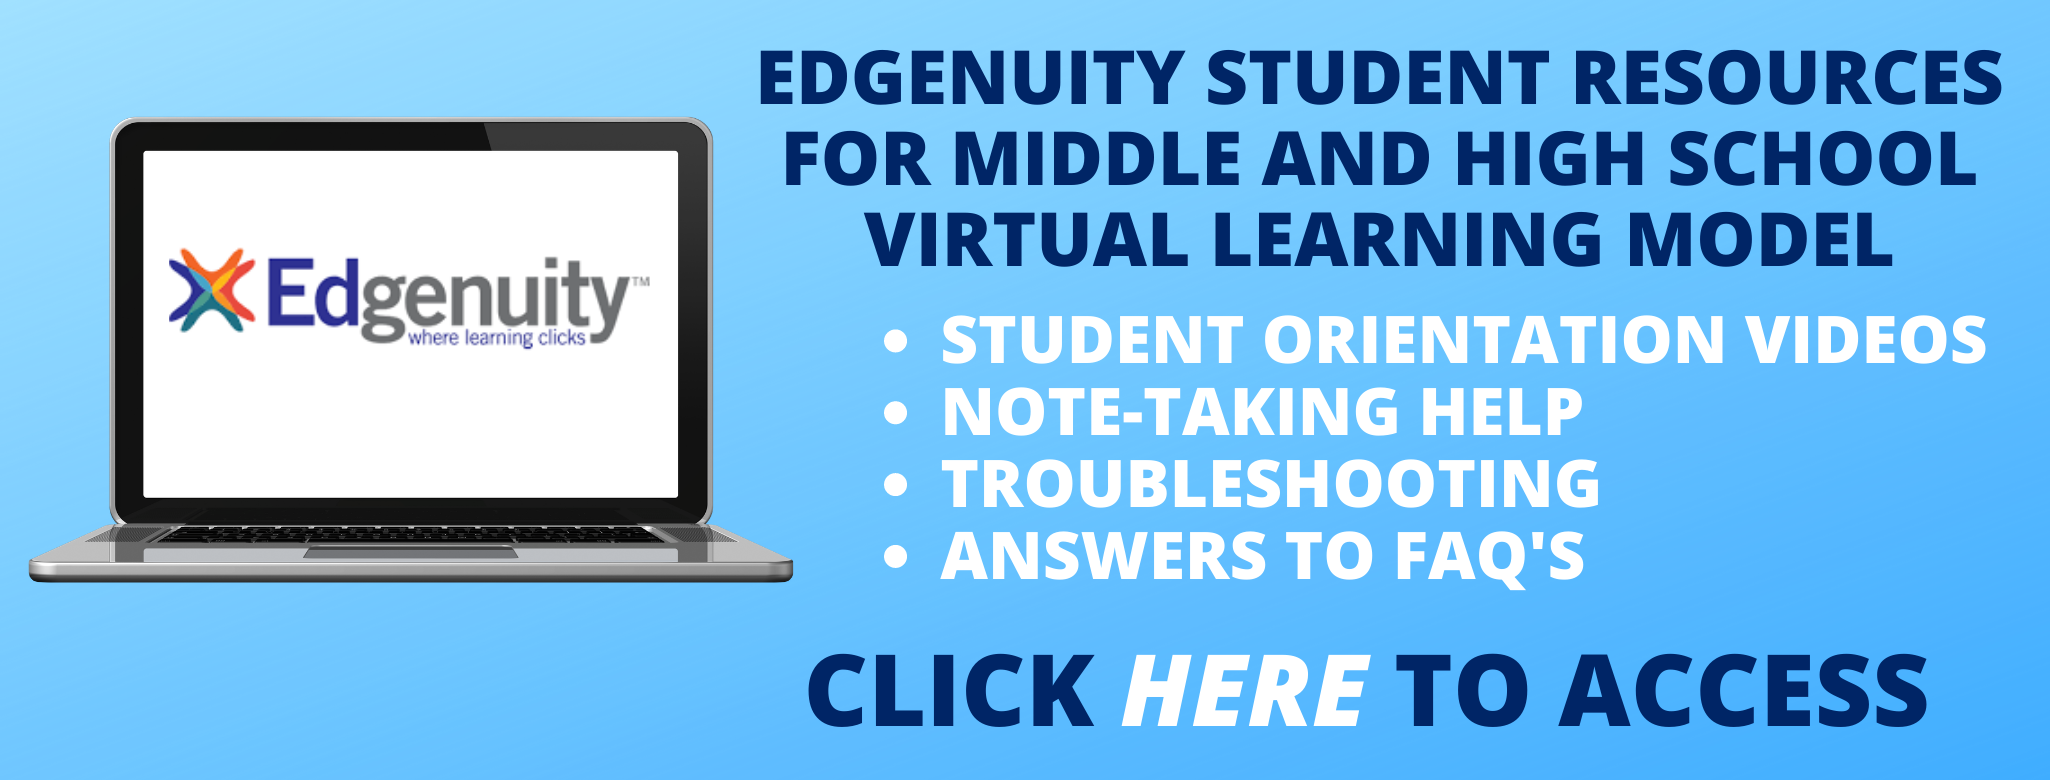 Edgenuity™
where learning clicks
EDGENUITY STUDENT RESOURCES
FOR MIDDLE AND HIGH SCHOOL
VIRTUAL LEARNING MODEL
• STUDENT ORIENTATION VIDEOS
• NOTE-TAKING HELP
• TROUBLESHOOTING
• ANSWERS TO FAQ'S
CLICK HERE TO ACCESS